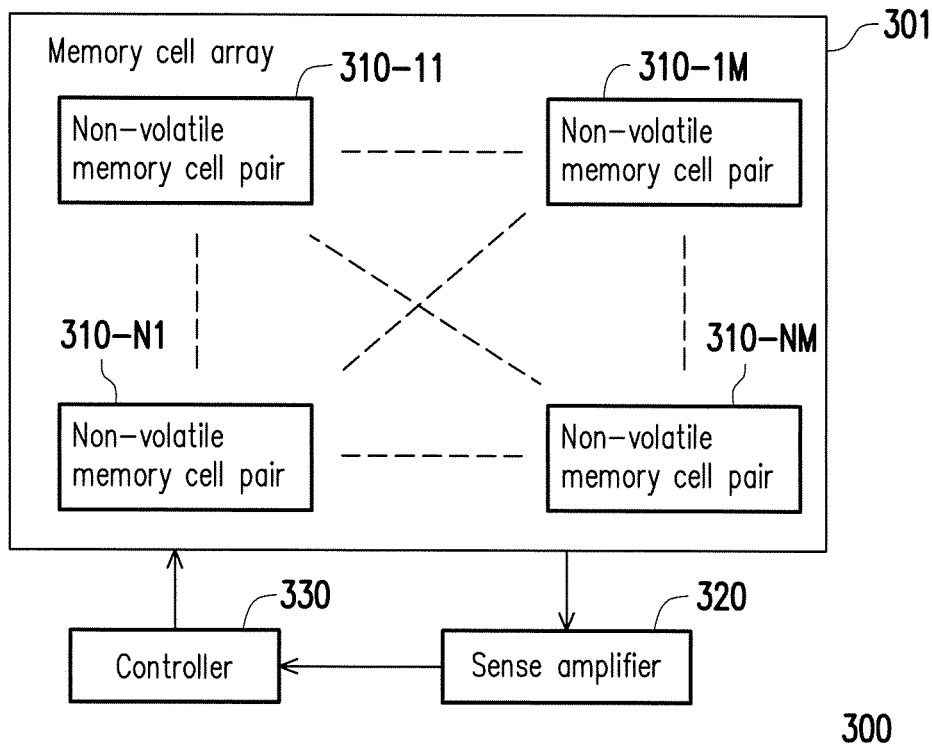 301
Memory cell array
310-11
310-1M
Non-volatile
memory cell pair
Non-volatile
memory cell pair
310-N1
310-NM
Non-volatile
memory cell pair
Non-volatile
memory cell pair
330
320
Controller
Sense amplifier
300